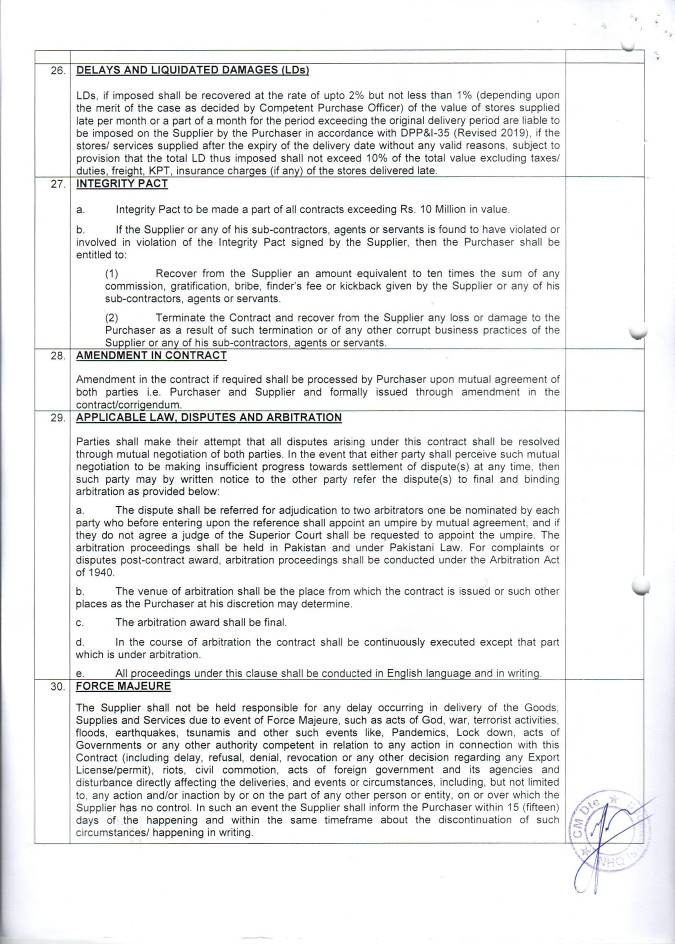 26. DELAYS AND LIQUIDATED DAMAGES (LDs)
LDs, if imposed shall be recovered at the rate of upto 2% but not less than 1% (depending upon
the merit of the case as decided by Competent Purchase Officer) of the value of stores supplied
late per month or a part of a month for the period exceeding the original delivery period are liable to
be imposed on the Supplier by the Purchaser in accordance with DPP&I-35 (Revised 2019), if the
stores/ services supplied after the expiry of the delivery date without any valid reasons, subject to
provision that the total LD thus imposed shall not exceed 10% of the total value excluding taxes/
duties, freight, KPT, insurance charges (if any) of the stores delivered late.
27. INTEGRITY PACT
a. Integrity Pact to be made a part of all contracts exceeding Rs. 10 Million in value.
b. If the Supplier or any of his sub-contractors, agents or servants is found to have violated or
involved in violation of the Integrity Pact signed by the Supplier, then the Purchaser shall be
entitled to:
(1) Recover from the Supplier an amount equivalent to ten times the sum of any
commission, gratification, bribe, finder's fee or kickback given by the Supplier or any of his
sub-contractors, agents or servants.
(2) Terminate the Contract and recover from the Supplier any loss or damage to the
Purchaser as a result of such termination or of any other corrupt business practices of the
Supplier or any of his sub-contractors, agents or servants.
28. AMENDMENT IN CONTRACT
Amendment in the contract if required shall be processed by Purchaser upon mutual agreement of
both parties i.e. Purchaser and Supplier and formally issued through amendment in the
contract/corrigendum.
29. APPLICABLE LAW, DISPUTES AND ARBITRATION
Parties shall make their attempt that all disputes arising under this contract shall be resolved
through mutual negotiation of both parties. In the event that either party shall perceive such mutual
negotiation to be making insufficient progress towards settlement of dispute(s) at any time, then
such party may by written notice to the other party refer the dispute(s) to final and binding
arbitration as provided below:
a. The dispute shall be referred for adjudication to two arbitrators one be nominated by each
party who before entering upon the reference shall appoint an umpire by mutual agreement, and if
they do not agree a judge of the Superior Court shall be requested to appoint the umpire. The
arbitration proceedings shall be held in Pakistan and under Pakistani Law. For complaints or
disputes post-contract award, arbitration proceedings shall be conducted under the Arbitration Act
of 1940.
b. The venue of arbitration shall be the place from which the contract is issued or such other
places as the Purchaser at his discretion may determine.
c. The arbitration award shall be final.
d. In the course of arbitration the contract shall be continuously executed except that part
which is under arbitration.
e. All proceedings under this clause shall be conducted in English language and in writing.
30. FORCE MAJEURE
The Supplier shall not be held responsible for any delay occurring in delivery of the Goods,
Supplies and Services due to event of Force Majeure, such as acts of God, war, terrorist activities,
floods, earthquakes, tsunamis and other such events like, Pandemics, Lock down, acts of
Governments or any other authority competent in relation to any action in connection with this
Contract (including delay, refusal, denial, revocation or any other decision regarding any Export
License/permit), riots, civil commotion, acts of foreign government and its agencies and
disturbance directly affecting the deliveries, and events or circumstances, including, but not limited
to, any action and/or inaction by or on the part of any other person or entity, on or over which the
Supplier has no control. In such an event the Supplier shall inform the Purchaser within 15 (fifteen)
days of the happening and within the same timeframe about the discontinuation of such
circumstances/ happening in writing.
CM Dte
NHQ